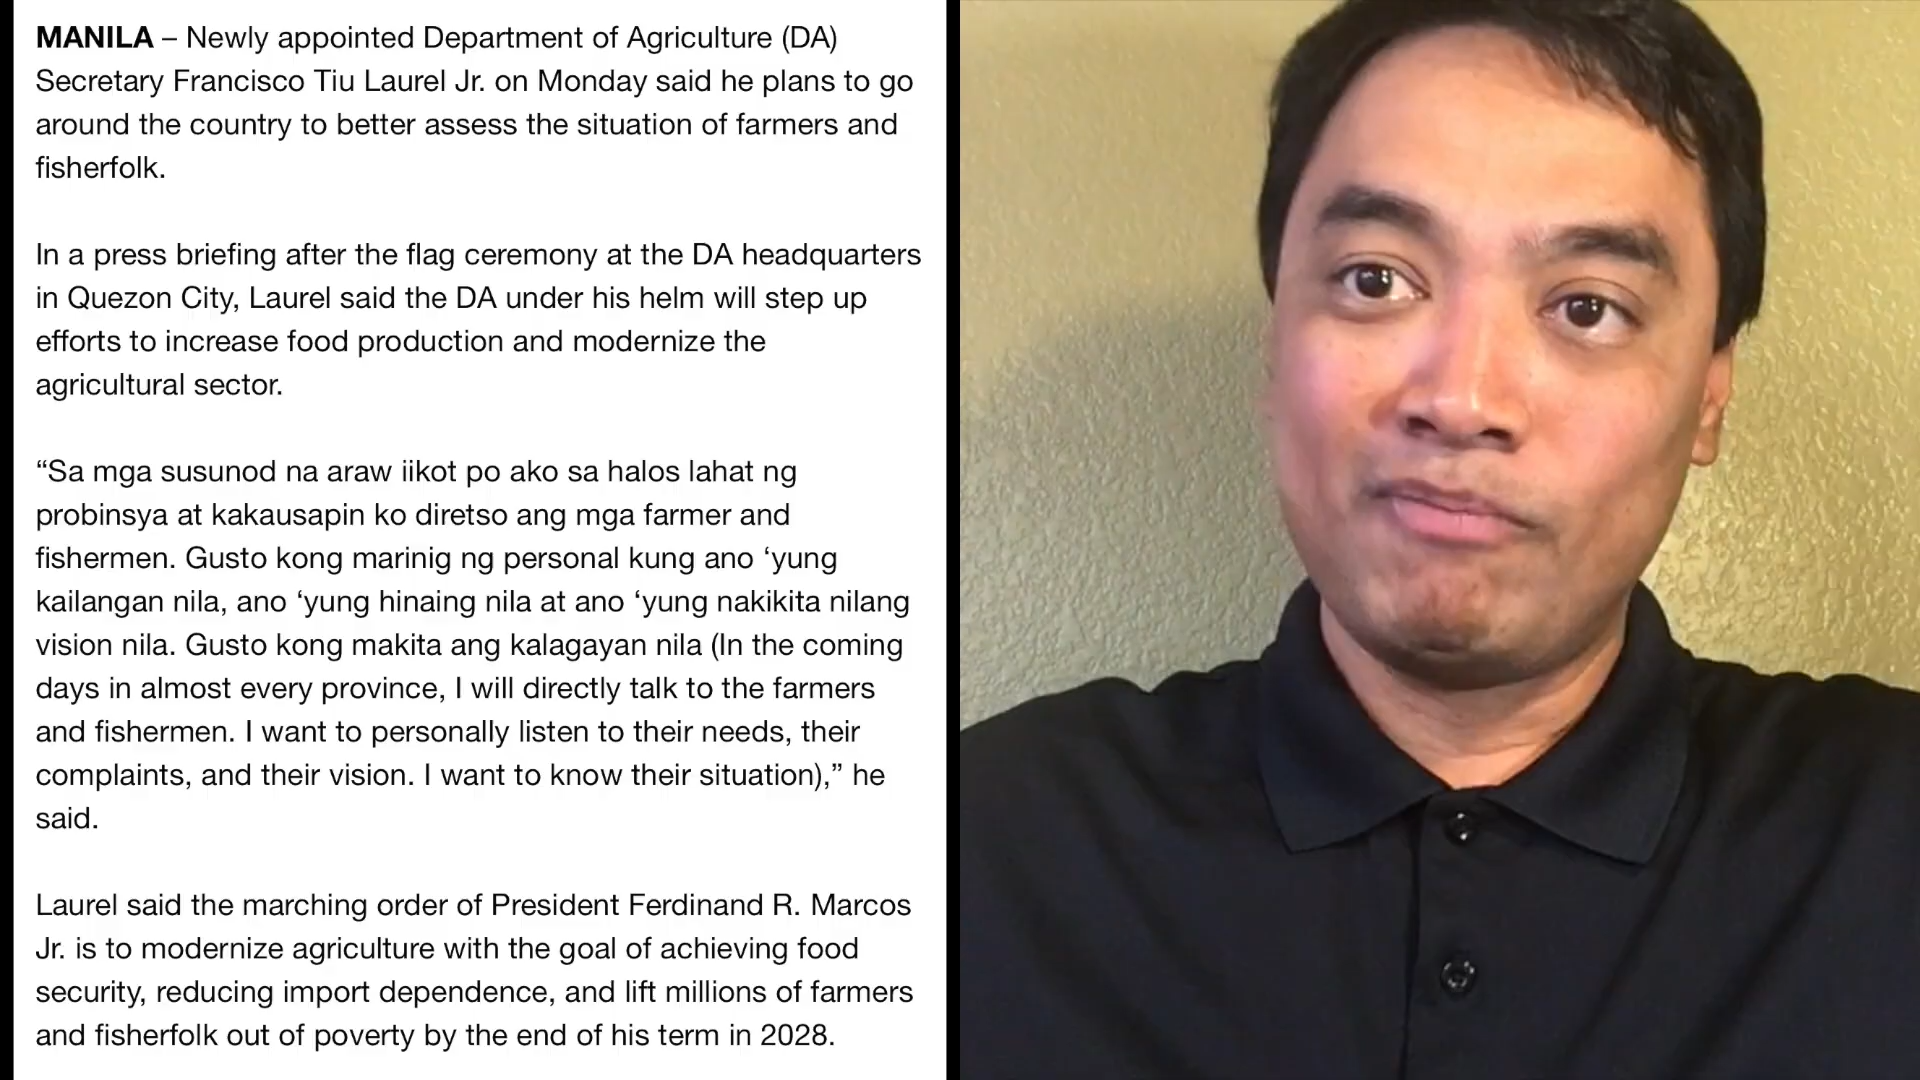 MANILA – Newly appointed Department of Agriculture (DA)
Secretary Francisco Tiu Laurel Jr. on Monday said he plans to go
around the country to better assess the situation of farmers and
fisherfolk.
In a press briefing after the flag ceremony at the DA headquarters
in Quezon City, Laurel said the DA under his helm will step up
efforts to increase food production and modernize the
agricultural sector.
“Sa mga susunod na araw iikot po ako sa halos lahat ng
probinsya at kakausapin ko diretso ang mga farmer and
fishermen. Gusto kong marinig ng personal kung ano ‘yung
kailangan nila, ano ‘yung hinaing nila at ano ‘yung nakikita nilang
vision nila. Gusto kong makita ang kalagayan nila (In the coming
days in almost every province, I will directly talk to the farmers
and fishermen. I want to personally listen to their needs, their
complaints, and their vision. I want to know their situation),” he
said.
Laurel said the marching order of President Ferdinand R. Marcos
Jr. is to modernize agriculture with the goal of achieving food
security, reducing import dependence, and lift millions of farmers
and fisherfolk out of poverty by the end of his term in 2028.